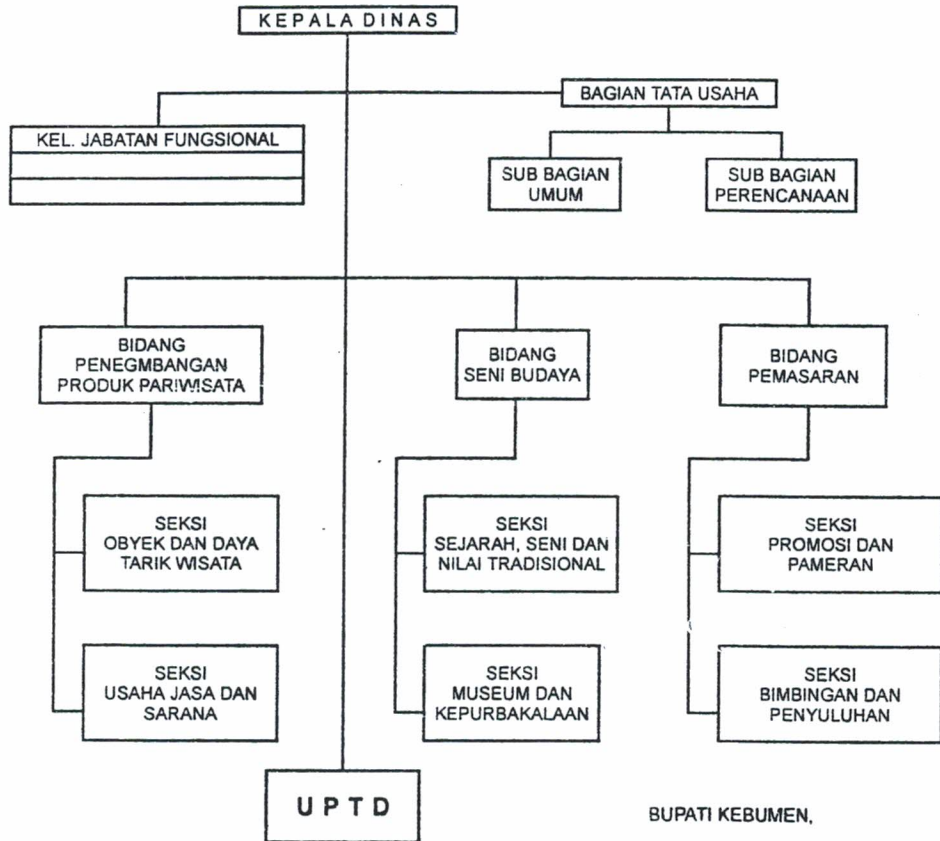 KEPALA DINAS
BAGIAN TATA USAHA
KEL. JABATAN FUNGSIONAL
SUB BAGIAN
UMUM
SUB BAGIAN
PERENCANAAN
BIDANG
PENEGMBANGAN
PRODUK PARIWISATA
BIDANG
SENI BUDAYA
BIDANG
PEMASARAN
SEKSI
OBYEK DAN DAYA
TARIK WISATA
SEKSI
SEJARAH, SENI DAN
NILAI TRADISIONAL
SEKSI
PROMOSI DAN
PAMERAN
SEKSI
USAHA JASA DAN
SARANA
SEKSI
MUSEUM DAN
KEPURBAKALAAN
SEKSI
BIMBINGAN DAN
PENYULUHAN
UPTD
BUPATI KEBUMEN,